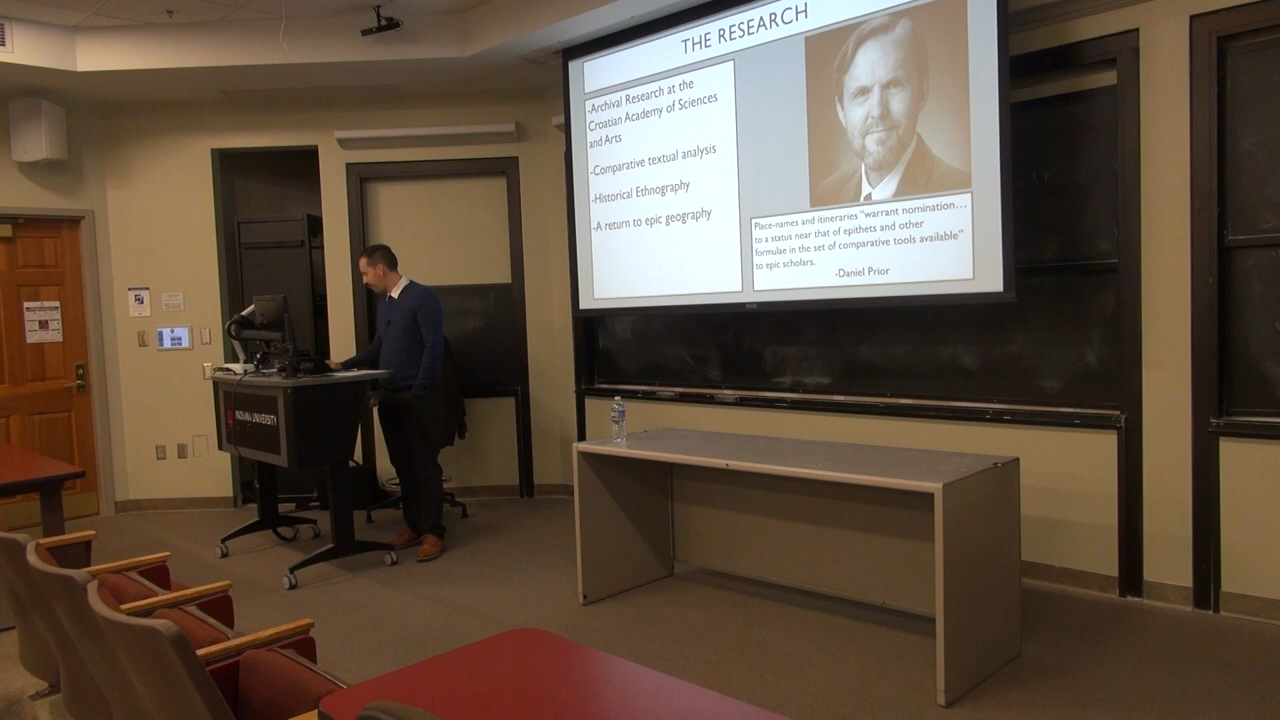 THE RESEARCH
-Archival Research at the
Croatian Academy of Sciences
and Arts
-Comparative textual analysis
-Historical Ethnography
-A return to epic geography
Place-names and itineraries "warrant nomination…
to a status near that of epithets and other
formulae in the set of comparative tools available"
to epic scholars.
-Daniel Prior
INDIANA UNIVERSITY